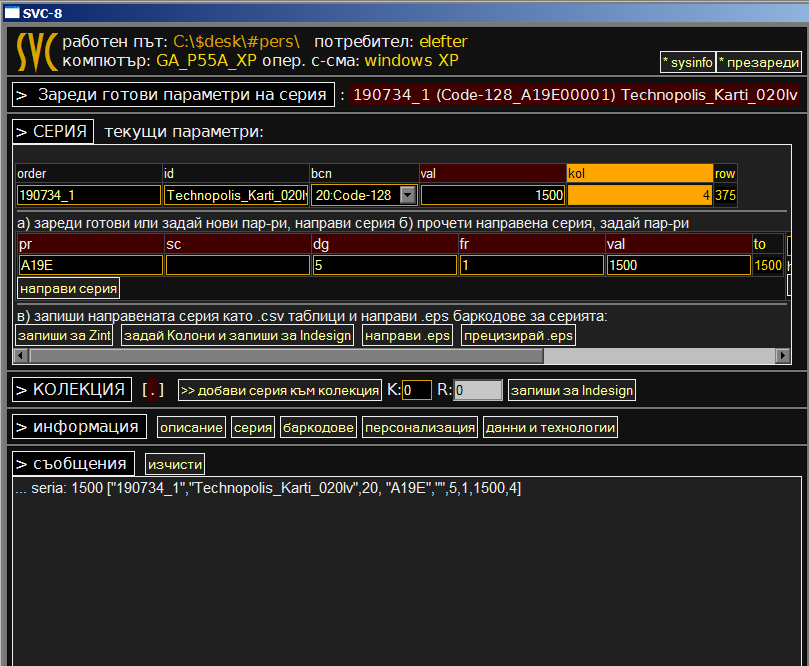 SVC-8
SVC работен път: C:\$desk\#pers\ потребител: elefter
компютър: GA_P55A_XP опер. с-сма: windows XP
* sysinfo * презареди
> Зареди готови параметри на серия : 190734_1 (Code-128_A19E00001) Technopolis_Karti_020lv
> СЕРИЯ текущи параметри:
order id bcn val kol row
190734_1 Technopolis_Karti_020lv 20:Code-128 1500 4 375
а) зареди готови или задай нови пар-ри, направи серия б) прочети направена серия, задай пар-ри
pr sc dg fr val to
A19E 5 1 1500 1500
направи серия
в) запиши направената серия като .csv таблици и направи .eps баркодове за серията:
запиши за Zint задай Колони и запиши за Indesign направи .eps прецизирай .eps
> КОЛЕКЦИЯ [.] >> добави серия към колекция K: 0 R: 0 запиши за Indesign
> информация описание серия баркодове персонализация данни и технологии
> съобщения изчисти
... seria: 1500 ["190734_1","Technopolis_Karti_020lv",20, "A19E","",5,1,1500,4]